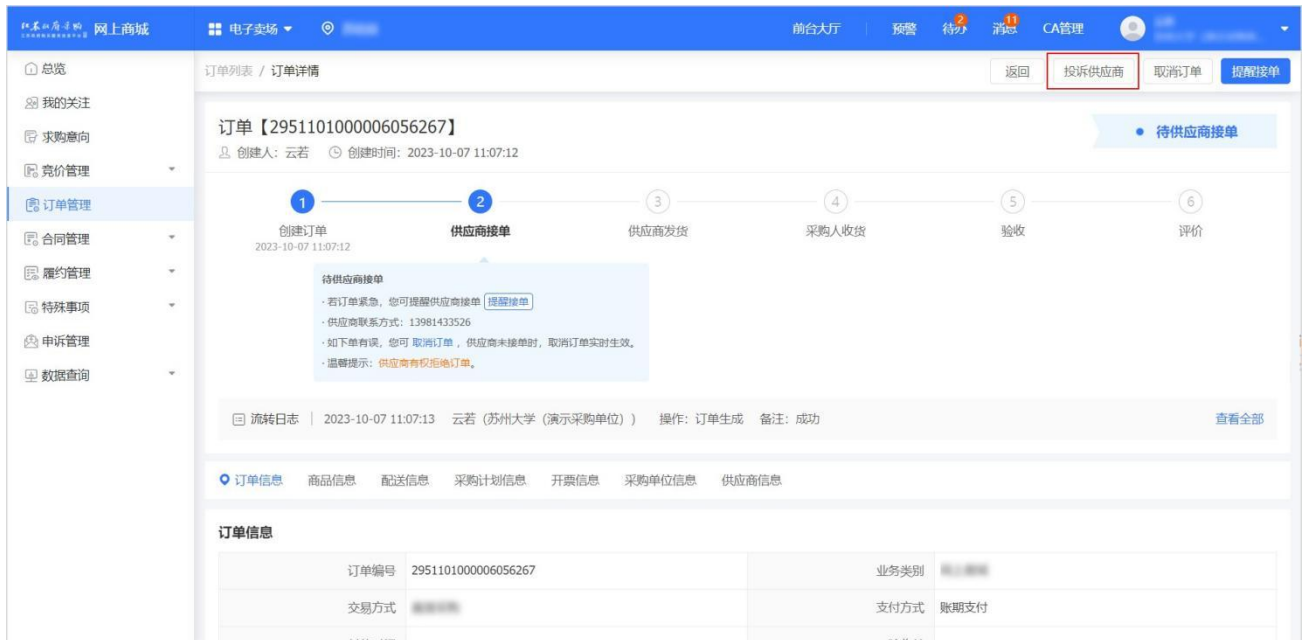 网上商城
电子卖场
前台大厅 预警 待办 2 消息 11 CA管理
总览
我的关注
求购意向
竞价管理
订单管理
合同管理
履约管理
特殊事项
申诉管理
数据查询
订单列表 / 订单详情
返回 投诉供应商 取消订单 提醒接单
订单【2951101000006056267】
待供应商接单
创建人：云若 创建时间：2023-10-07 11:07:12
1 2 3 4 5 6
创建订单 供应商接单 供应商发货 采购人收货 验收 评价
2023-10-07 11:07:12
待供应商接单
·若订单紧急，您可提醒供应商接单 提醒接单
·供应商联系方式：13981433526
·如下单有误，您可 取消订单 ，供应商未接单时，取消订单实时生效。
·温馨提示：供应商有权拒绝订单。
流转日志 2023-10-07 11:07:13 云若（苏州大学（演示采购单位）） 操作：订单生成 备注：成功 查看全部
订单信息 商品信息 配送信息 采购计划信息 开票信息 采购单位信息 供应商信息
订单信息
订单编号 2951101000006056267 业务类别
交易方式 支付方式 账期支付